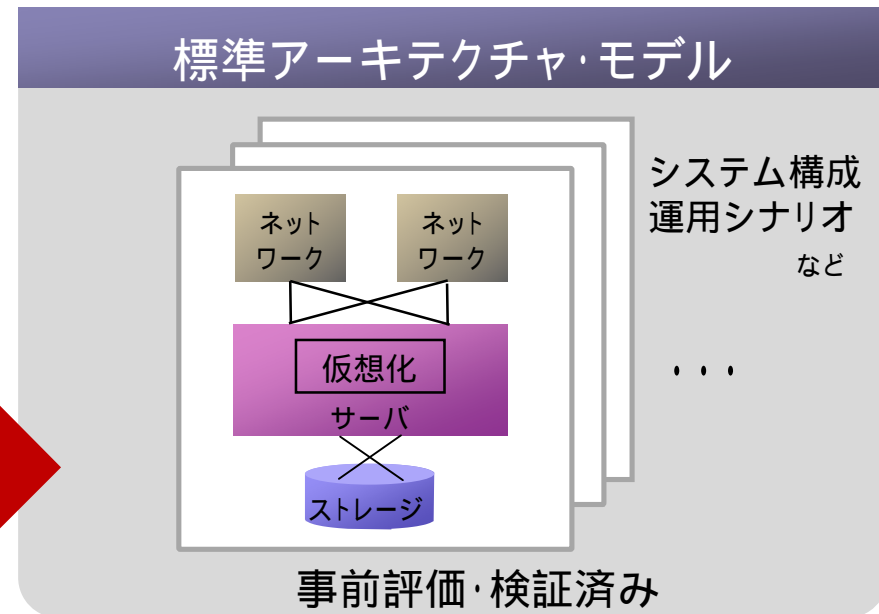 標準アーキテクチャ・モデル
システム構成
運用シナリオ
など
ネット
ワーク
ネット
ワーク
仮想化
サーバ
ストレージ
・・・
事前評価・検証済み